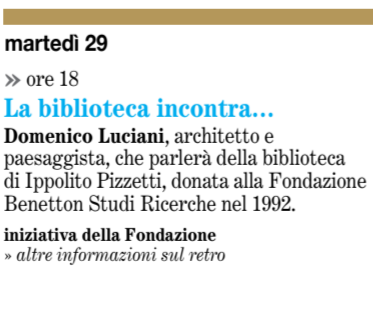 martedì 29
» ore 18
La biblioteca incontra...
Domenico Luciani, architetto e
paesaggista, che parlerà della biblioteca
di Ippolito Pizzetti, donata alla Fondazione
Benetton Studi Ricerche nel 1992.
iniziativa della Fondazione
» altre informazioni sul retro